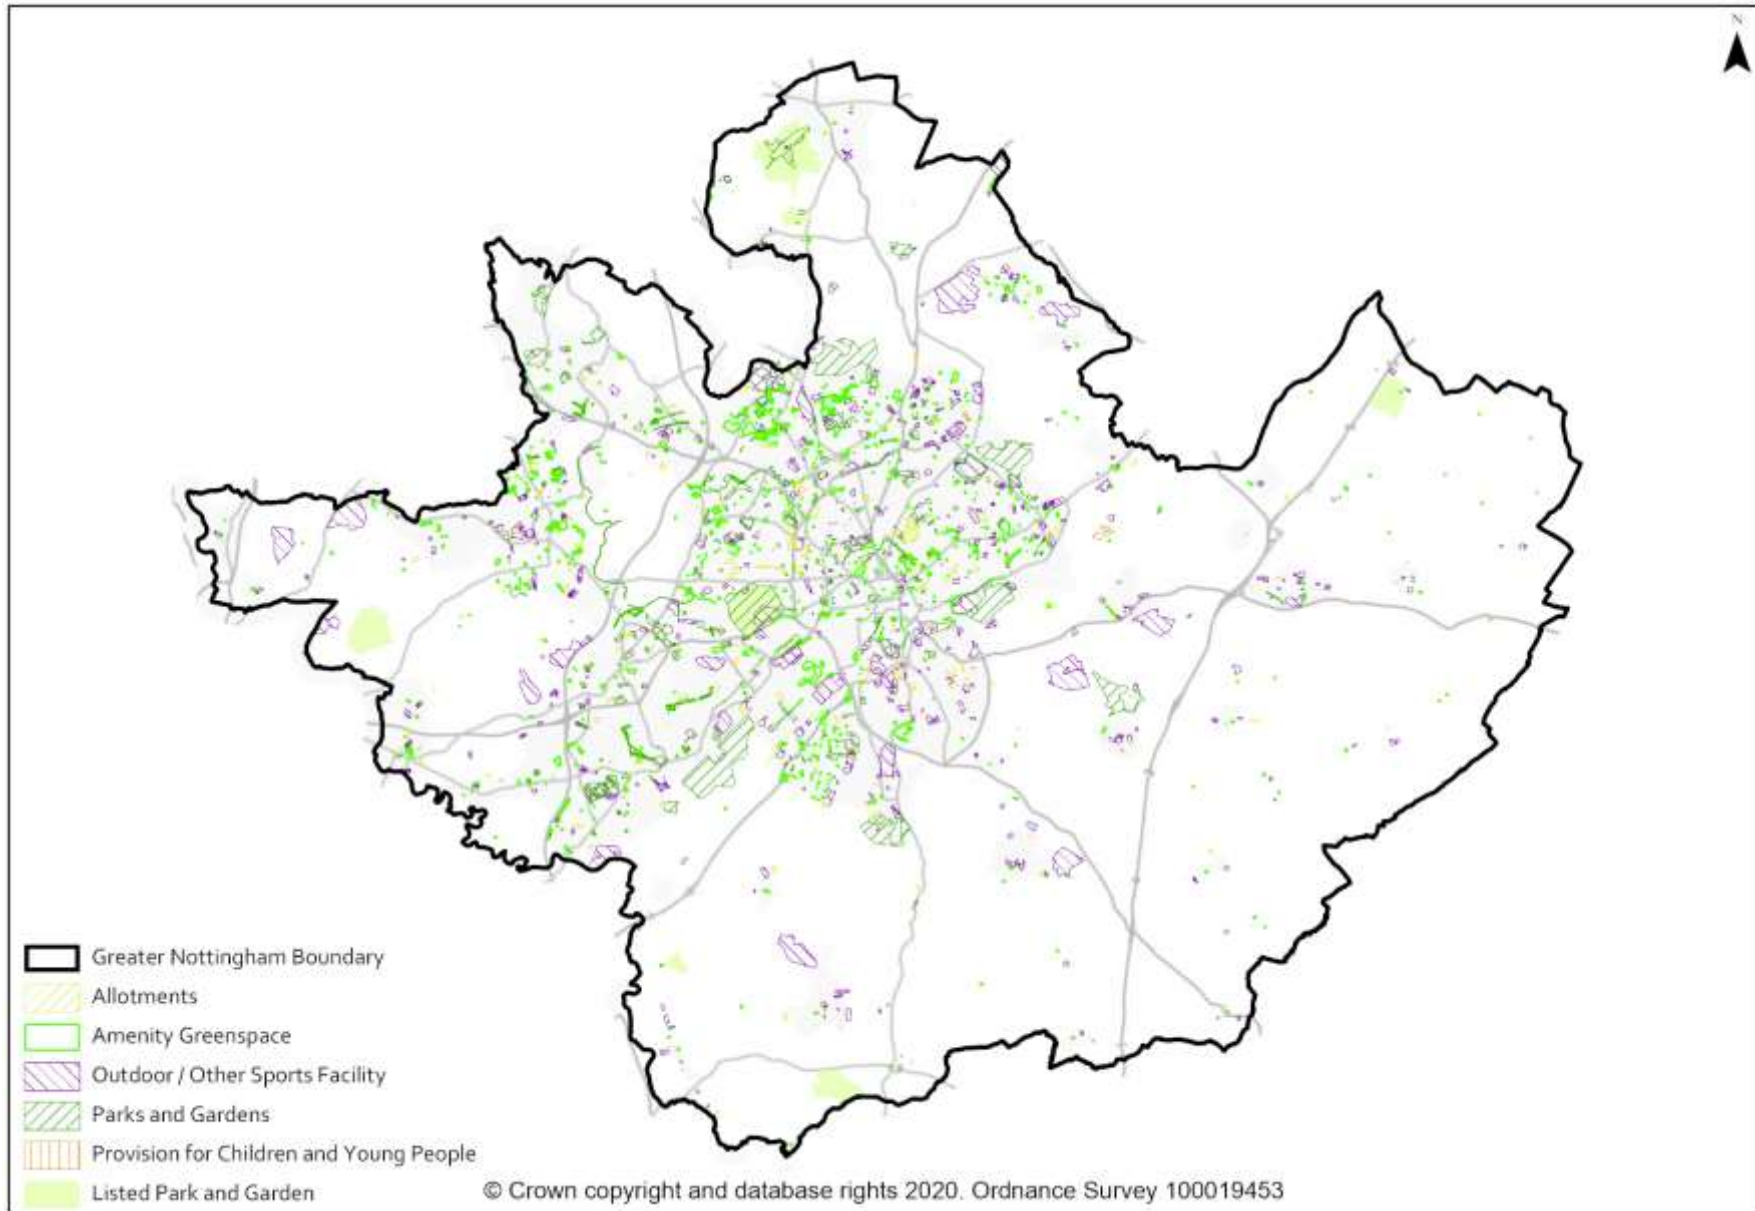 N
Greater Nottingham Boundary
Allotments
Amenity Greenspace
Outdoor / Other Sports Facility
Parks and Gardens
Provision for Children and Young People
Listed Park and Garden
© Crown copyright and database rights 2020. Ordnance Survey 100019453